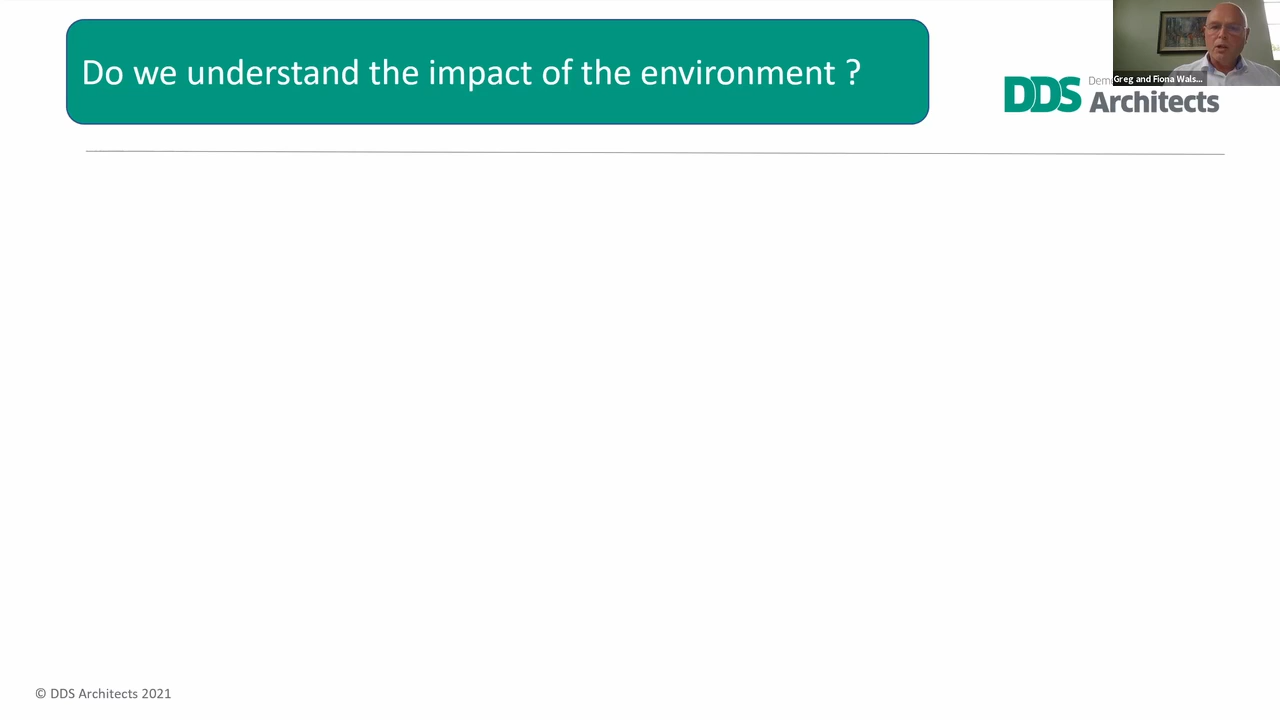 Do we understand the impact of the environment ?
Greg and Fiona Wals...
DDS
Architects
© DDS Architects 2021